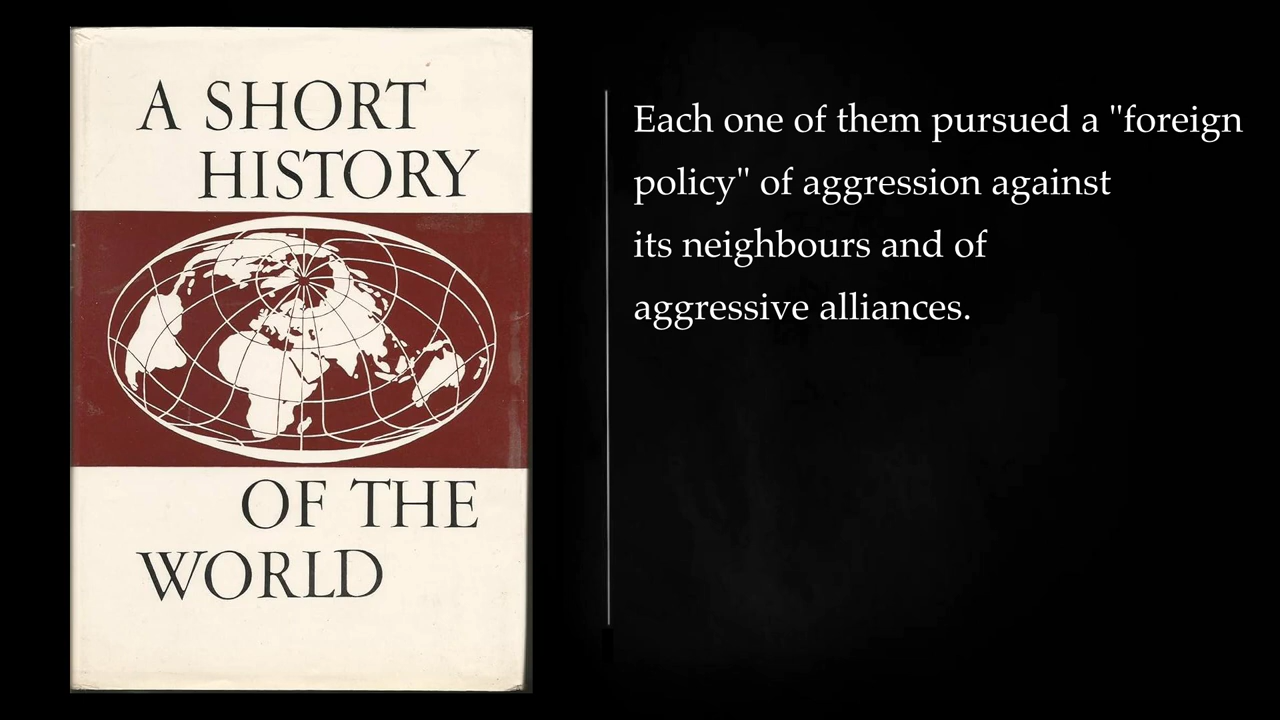 A SHORT
HISTORY
OF THE
WORLD
Each one of them pursued a "foreign
policy" of aggression against
its neighbours and of
aggressive alliances.